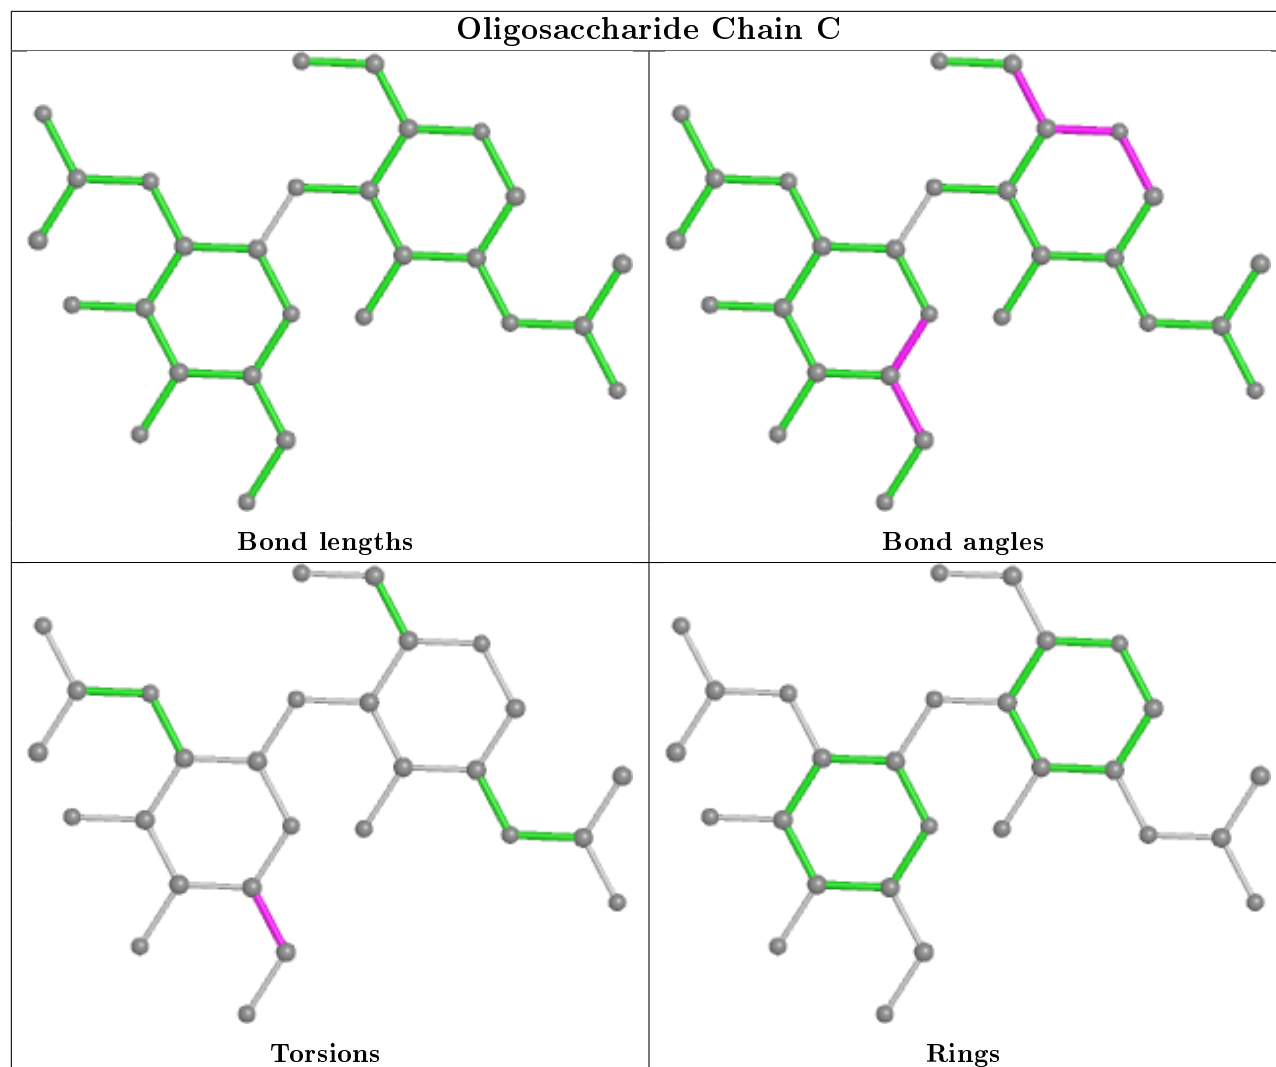 Oligosaccharide Chain C
Bond lengths
Bond angles
Torsions
Rings